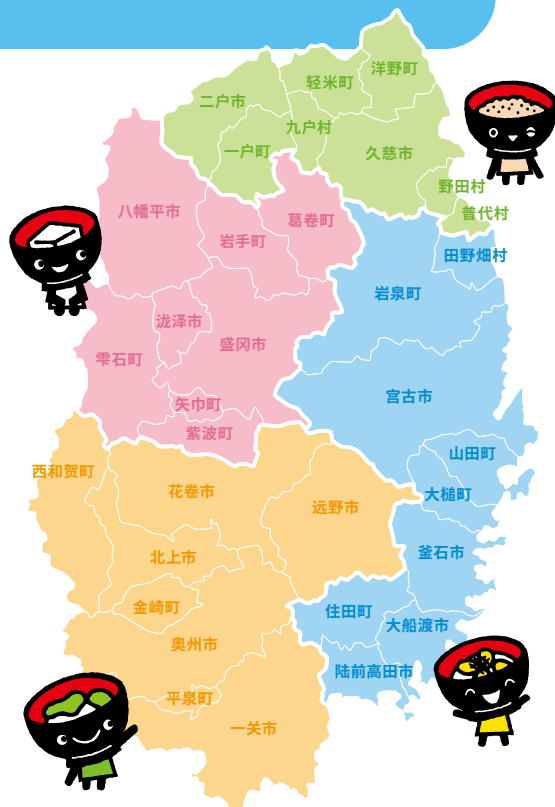 洋野町
轻米町
二户市
九户村
一户町
久慈市
野田村
普代村
八幡平市
葛卷町
岩手町
田野畑村
岩泉町
泷泽市
盛冈市
雫石町
宫古市
矢巾町
紫波町
山田町
西和贺町
花卷市
大槌町
远野市
釜石市
北上市
金崎町
住田町
大船渡市
奥州市
陆前高田市
平泉町
一关市